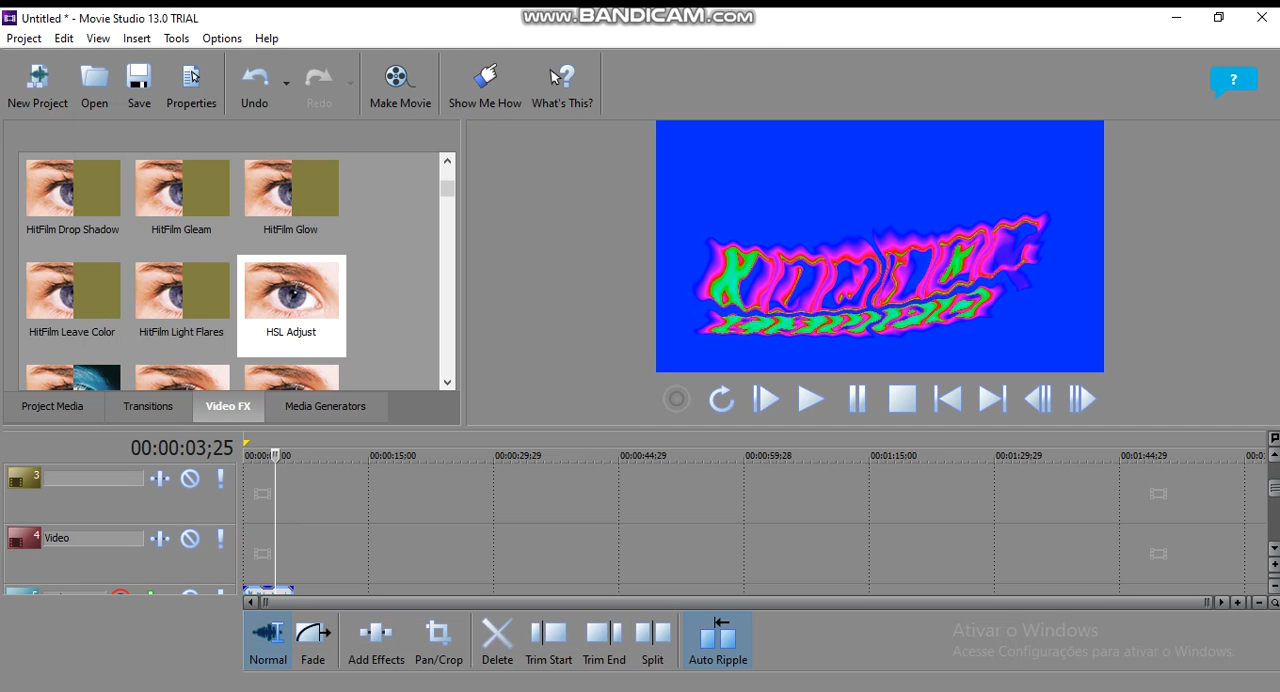 Untitled * - Movie Studio 13.0 TRIAL
www.BANDICAM.com
Project Edit View Insert Tools Options Help
New Project Open Save Properties Undo Redo Make Movie Show Me How What's This?
?
HitFilm Drop Shadow HitFilm Gleam HitFilm Glow
HitFilm Leave Color HitFilm Light Flares HSL Adjust
Project Media Transitions Video FX Media Generators
00:00:03;25
00:00:15;00 00:00:29;29 00:00:44;29 00:00:59;28 00:01:15;00 00:01:29;29 00:01:44;29
3
4 Video
Normal Fade Add Effects Pan/Crop Delete Trim Start Trim End Split Auto Ripple
Ativar o Windows
Acesse Configurações para ativar o Windows.